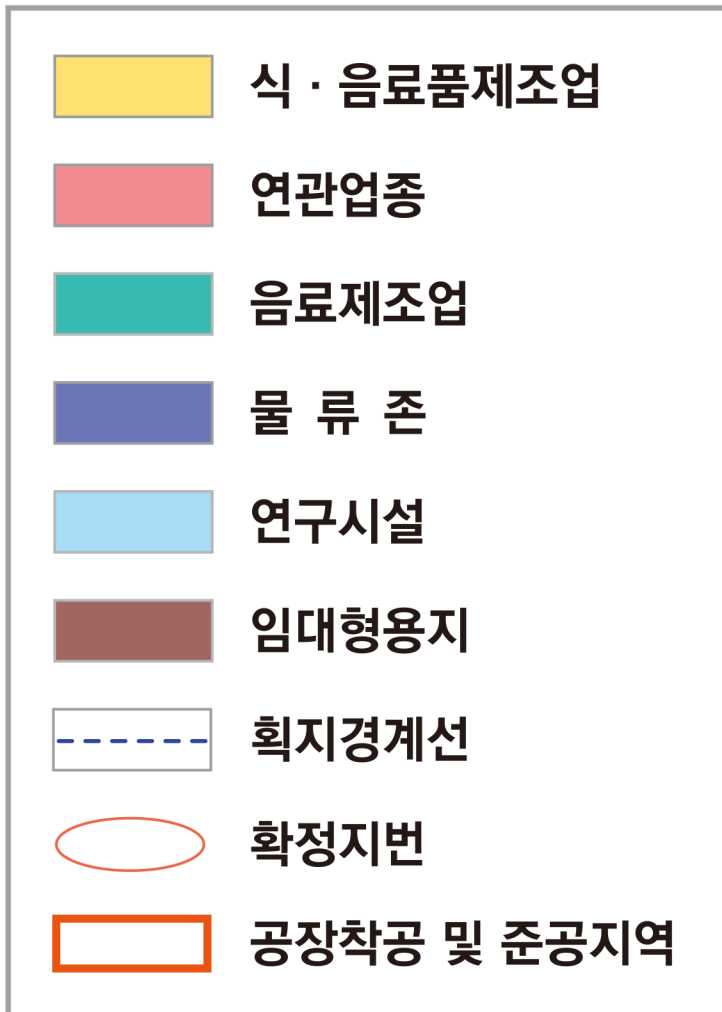 식 · 음료품제조업
연관업종
음료제조업
물 류 존
연구시설
임대형용지
획지경계선
확정지번
공장착공 및 준공지역